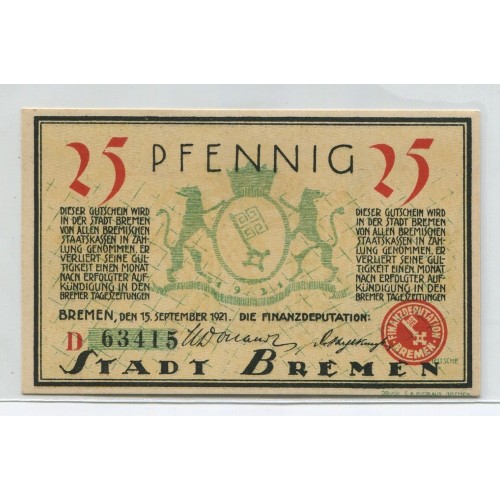 25 PFENNIG 25
DIESER GUTSCHEIN WIRD
IN DER STADT BREMEN
VON ALLEN BREMISCHEN
STAATSKASSEN IN ZAH-
LUNG GENOMMEN. ER
VERLIERT SEINE GÜL-
TIGKEIT EINEN MONAT
NACH ERFOLGTER AUF-
KÜNDIGUNG IN DEN
BREMER TAGESZEITUNGEN
1921
DIESER GUTSCHEIN WIRD
IN DER STADT BREMEN
VON ALLEN BREMISCHEN
STAATSKASSEN IN ZAH-
LUNG GENOMMEN. ER
VERLIERT SEINE GÜL-
TIGKEIT EINEN MONAT
NACH ERFOLGTER AUF-
KÜNDIGUNG IN DEN
BREMER TAGESZEITUNGEN
BREMEN, DEN 15. SEPTEMBER 1921. DIE FINANZDEPUTATION:
D 63415
FINANZDEPUTATION
BREMEN
STADT BREMEN